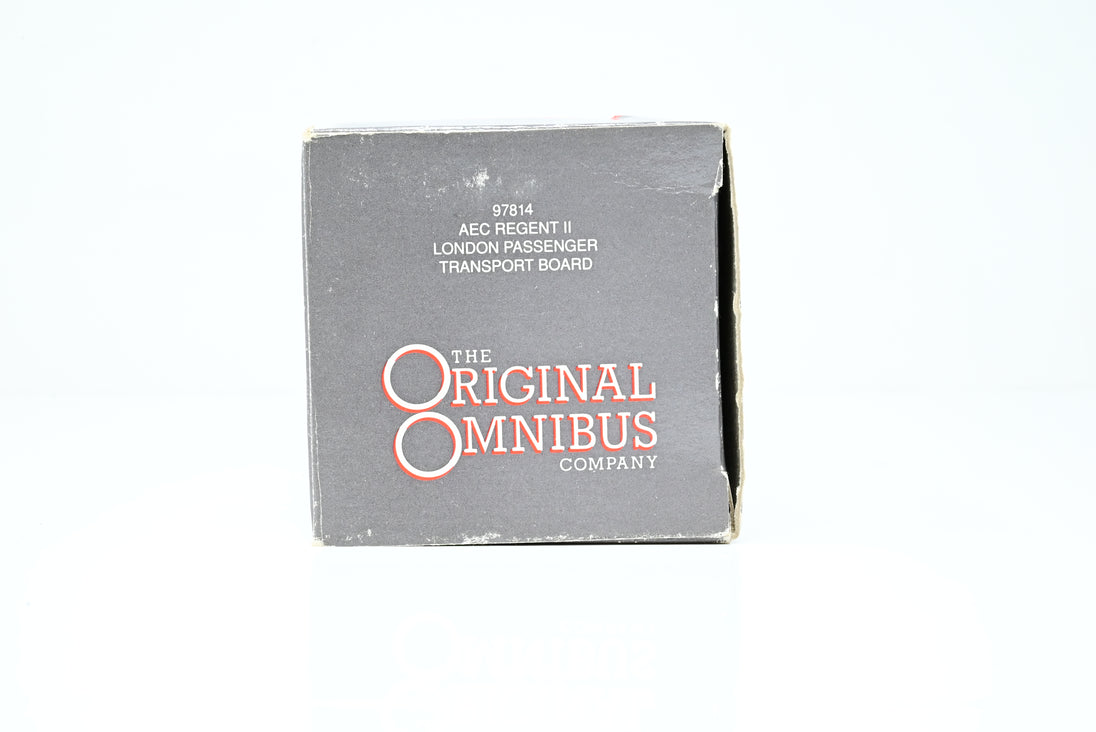 97814
AEC REGENT II
LONDON PASSENGER
TRANSPORT BOARD
THE
ORIGINAL
OMNIBUS
COMPANY